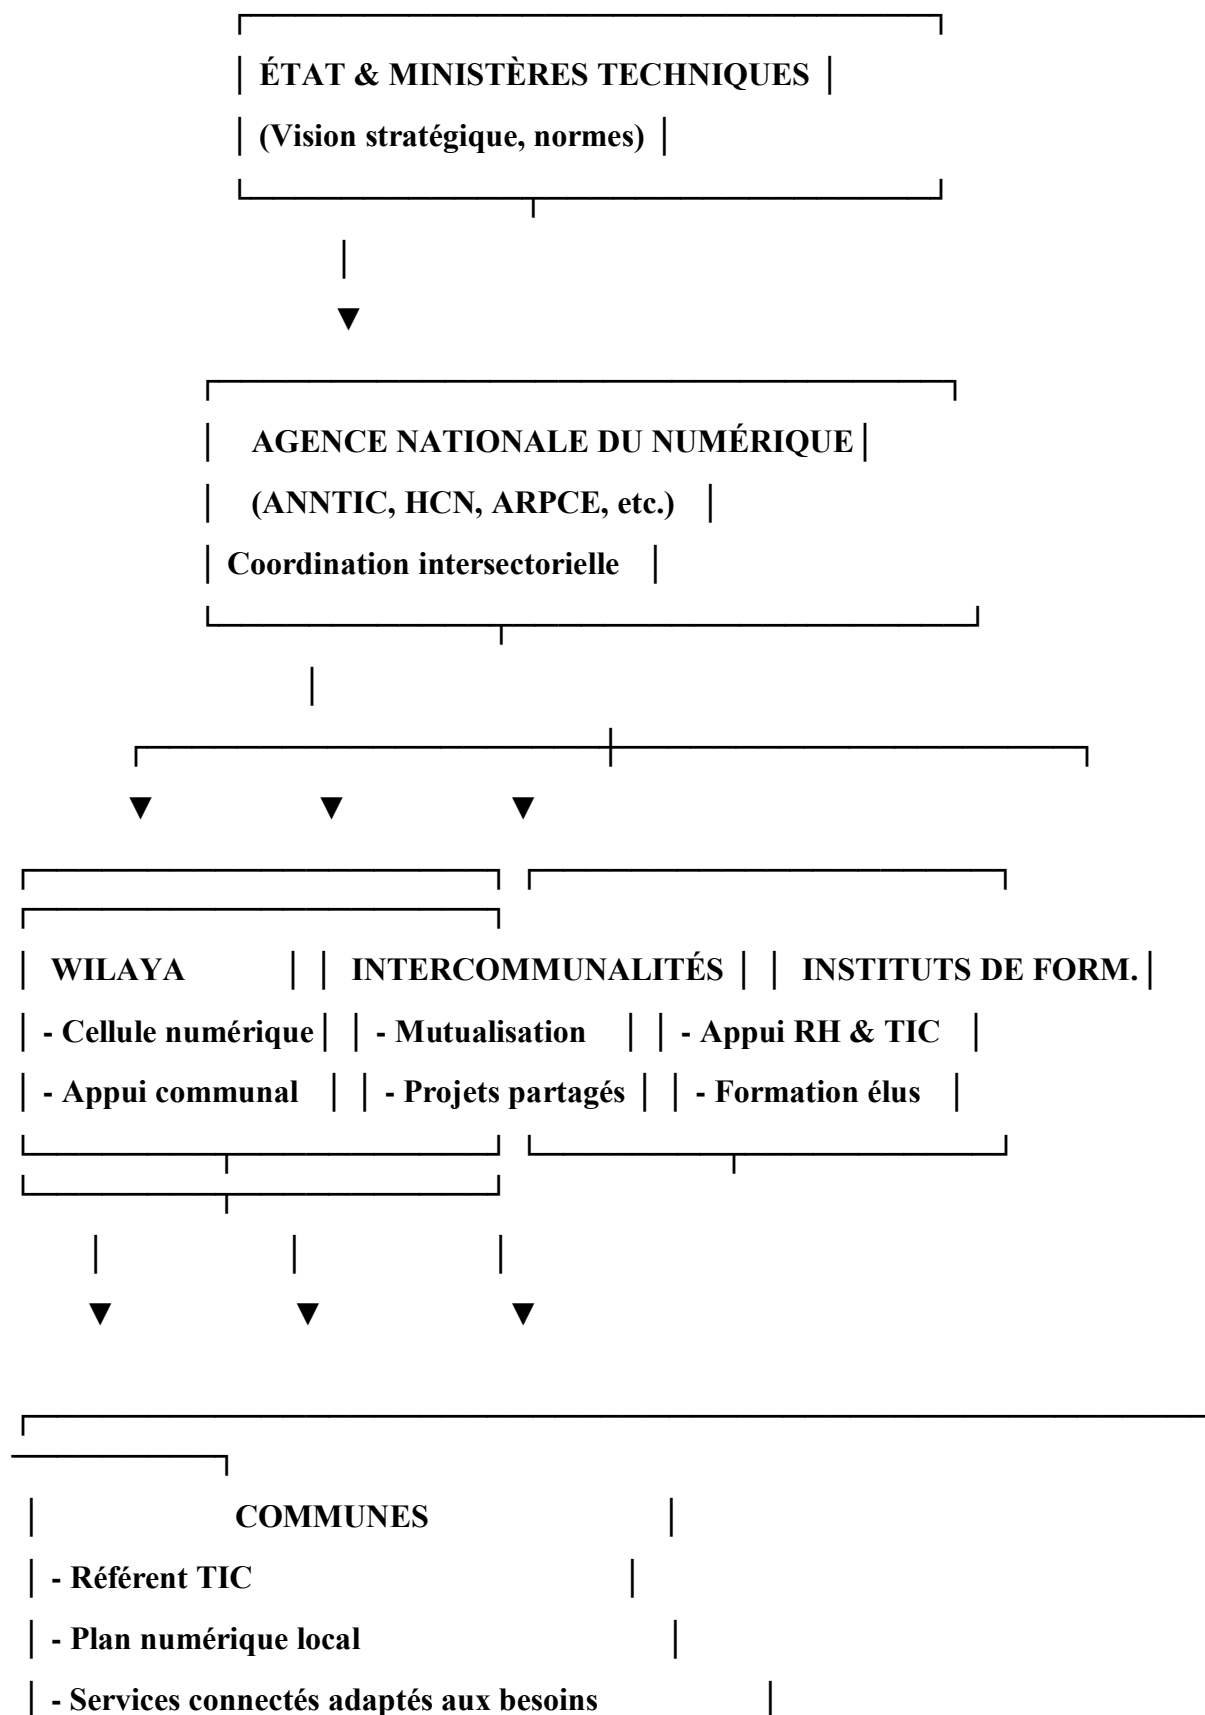 ÉTAT & MINISTÈRES TECHNIQUES
(Vision stratégique, normes)
AGENCE NATIONALE DU NUMÉRIQUE
(ANNTIC, HCN, ARPCE, etc.)
Coordination intersectorielle
WILAYA INTERCOMMUNALITÉS INSTITUTS DE FORM.
- Cellule numérique - Mutualisation - Appui RH & TIC
- Appui communal - Projets partagés - Formation élus
COMMUNES
- Référent TIC
- Plan numérique local
- Services connectés adaptés aux besoins